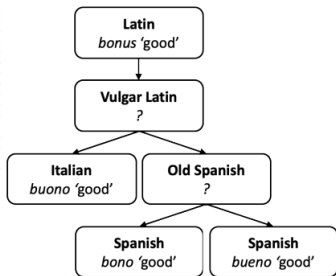 Latin
bonus ‘good’
Vulgar Latin
?
Italian
buono ‘good’
Old Spanish
?
Spanish
bono ‘good’
Spanish
bueno ‘good’